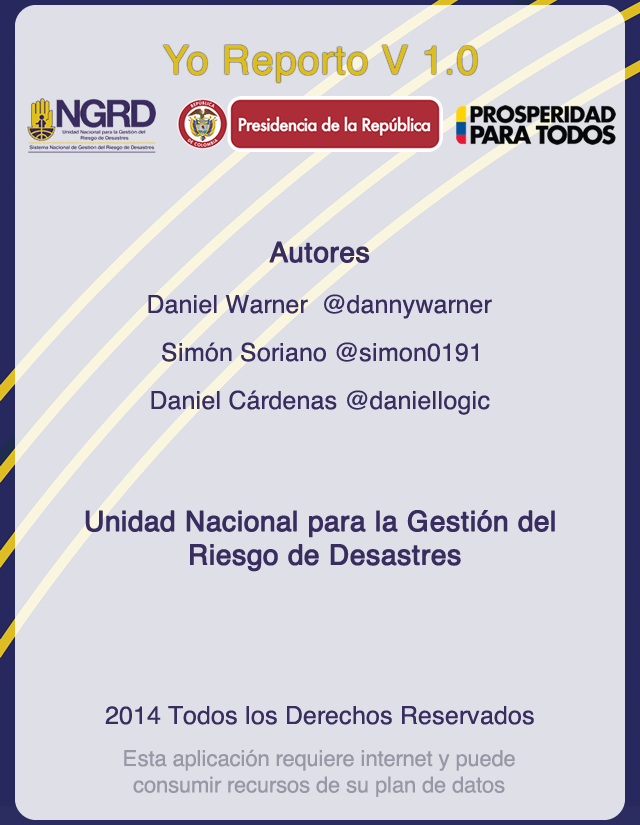 Yo Reporto V 1.0
NGRD
Unidad Nacional para la Gestión del
Riesgo de Desastres
Sistema Nacional de Gestión del Riesgo de Desastres
REPÚBLICA
DE COLOMBIA
Presidencia de la República
PROSPERIDAD
PARA TODOS
Autores
Daniel Warner @dannywarner
Simón Soriano @simon0191
Daniel Cárdenas @daniellogic
Unidad Nacional para la Gestión del
Riesgo de Desastres
2014 Todos los Derechos Reservados
Esta aplicación requiere internet y puede
consumir recursos de su plan de datos